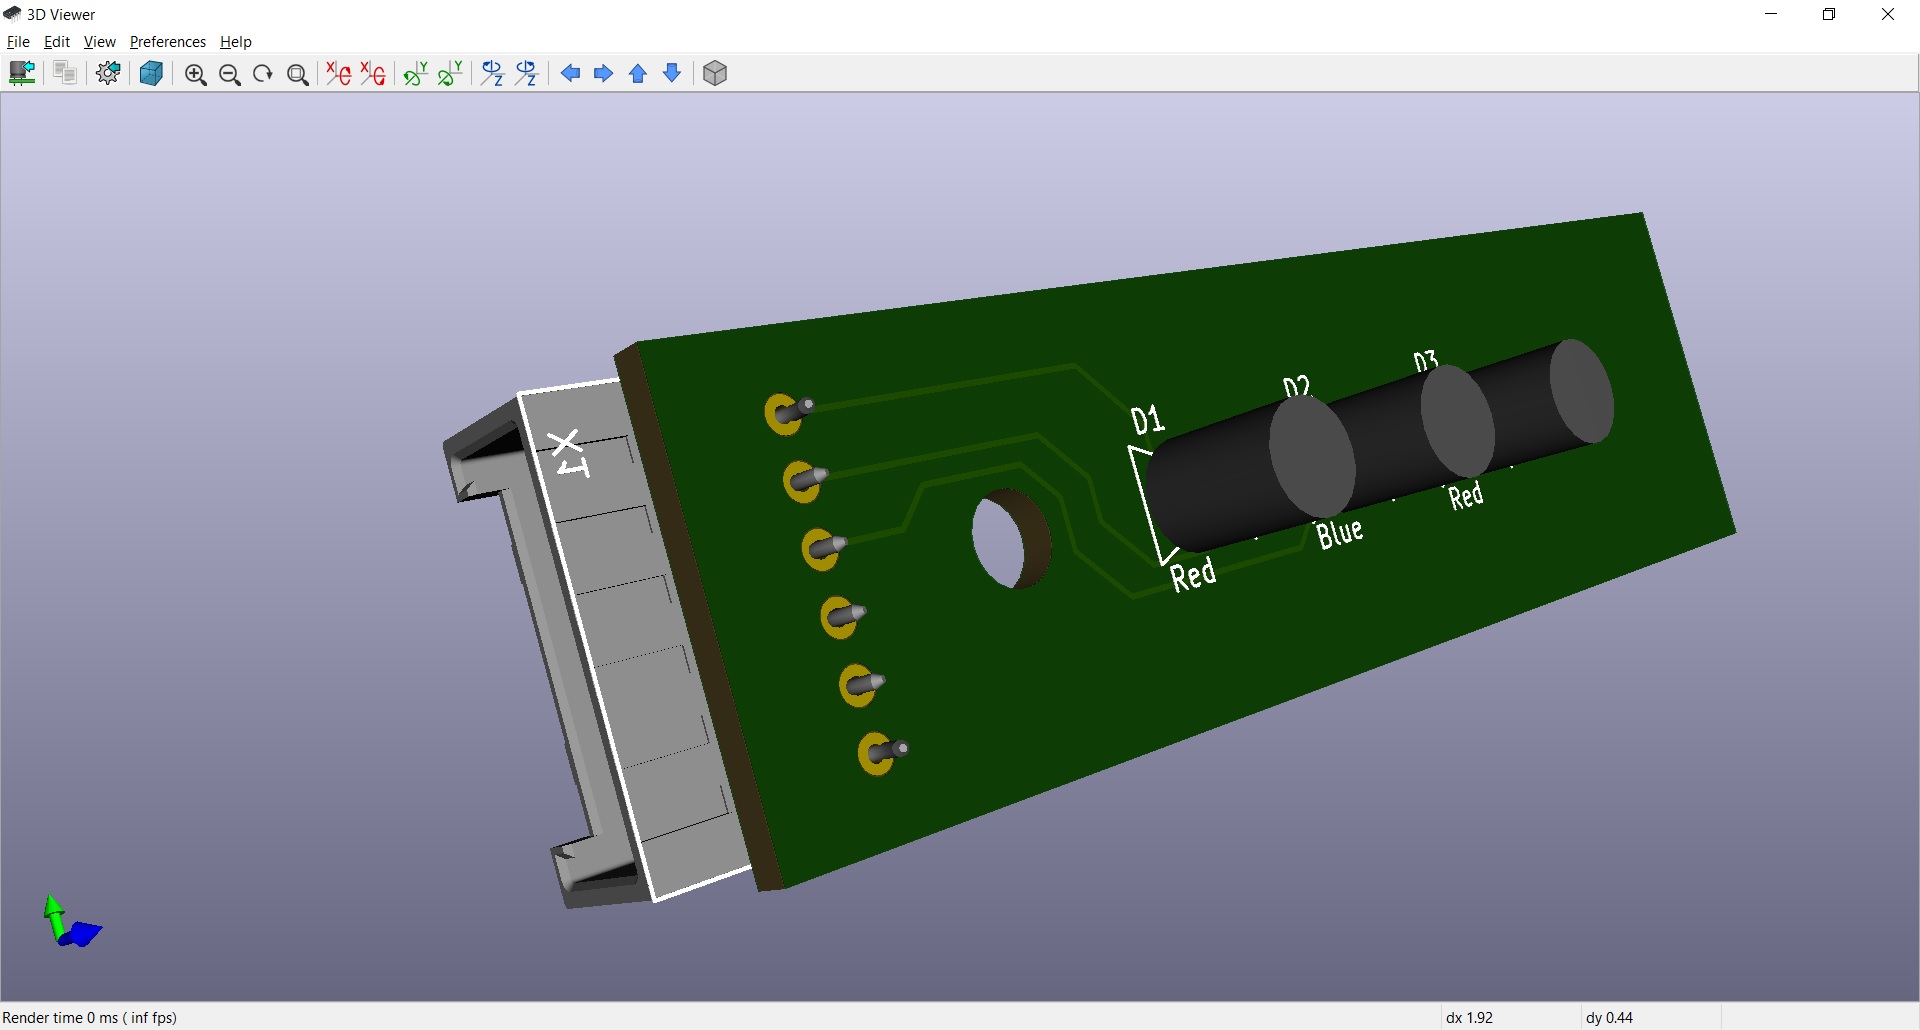 3D Viewer
File Edit View Preferences Help
D1
D2
D3
Red
Blue
Red
X1
Render time 0 ms ( inf fps)
dx 1.92
dy 0.44